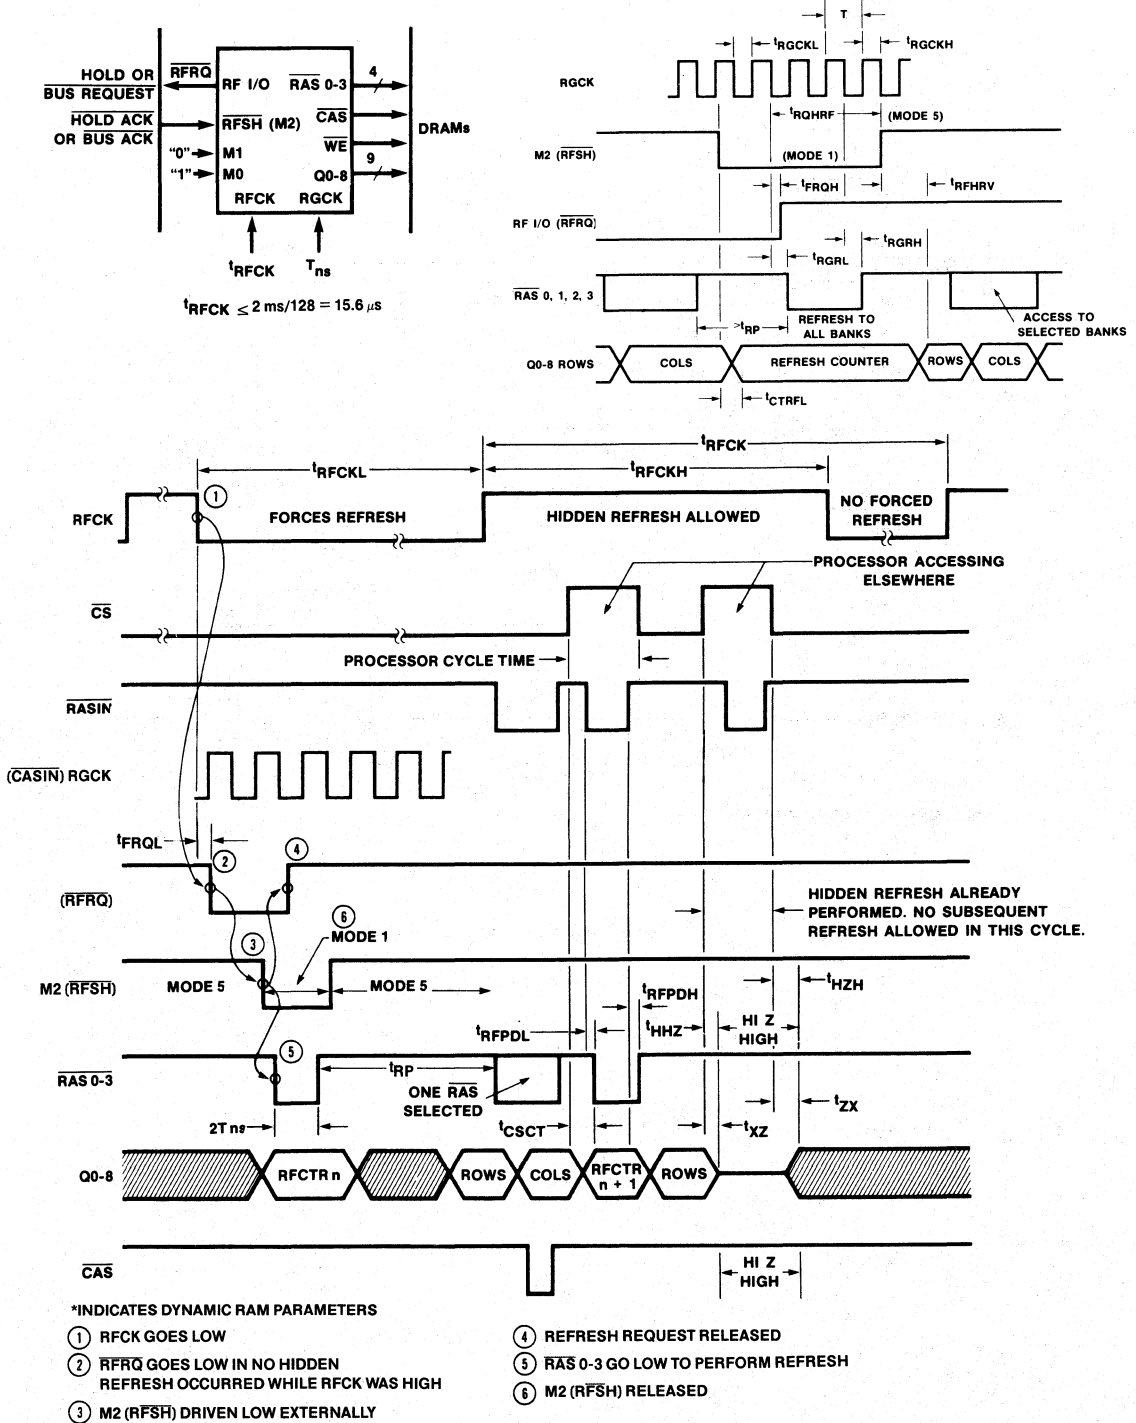 HOLD OR
BUS REQUEST
RFRQ
HOLD ACK
OR BUS ACK
"0"
"1"
RF I/O
RAS 0-3
RFSH (M2)
CAS
M1
WE
M0
Q0-8
RFCK RGCK
4
9
DRAMs
tRFCK
Tns
tRFCK ≤ 2 ms/128 = 15.6 μs
T
tRGCKL
tRGCKH
RGCK
tRQHRF
(MODE 5)
M2 (RFSH)
(MODE 1)
tFRQH
tRFHRV
RF I/O (RFRQ)
tRGRH
tRGRL
RAS 0, 1, 2, 3
>tRP
REFRESH TO
ALL BANKS
ACCESS TO
SELECTED BANKS
Q0-8 ROWS
COLS
REFRESH COUNTER
ROWS
COLS
tCTRFL
tRFCK
tRFCKL
tRFCKH
1
RFCK
FORCES REFRESH
HIDDEN REFRESH ALLOWED
NO FORCED
REFRESH
PROCESSOR ACCESSING
ELSEWHERE
CS
PROCESSOR CYCLE TIME
RASIN
(CASIN) RGCK
tFRQL
2
4
(RFRQ)
HIDDEN REFRESH ALREADY
PERFORMED. NO SUBSEQUENT
REFRESH ALLOWED IN THIS CYCLE.
6
3
MODE 1
M2 (RFSH)
MODE 5
MODE 5
tHZH
tRFPDH
tRFPDL
tHHZ
HI Z
HIGH
5
RAS 0-3
tRP
ONE RAS
SELECTED
tZX
2T ns
tCSCT
tXZ
Q0-8
RFCTR n
ROWS
COLS
RFCTR
n + 1
ROWS
CAS
HI Z
HIGH
*INDICATES DYNAMIC RAM PARAMETERS
1 RFCK GOES LOW
2 RFRQ GOES LOW IN NO HIDDEN
REFRESH OCCURRED WHILE RFCK WAS HIGH
3 M2 (RFSH) DRIVEN LOW EXTERNALLY
4 REFRESH REQUEST RELEASED
5 RAS 0-3 GO LOW TO PERFORM REFRESH
6 M2 (RFSH) RELEASED